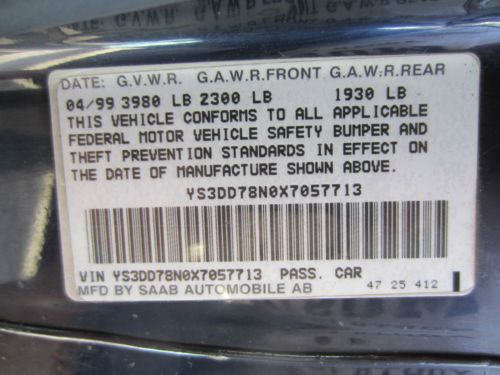 DATE: G.V.W.R. G.A.W.R.FRONT G.A.W.R.REAR
04/99 3980 LB 2300 LB 1930 LB
THIS VEHICLE CONFORMS TO ALL APPLICABLE
FEDERAL MOTOR VEHICLE SAFETY BUMPER AND
THEFT PREVENTION STANDARDS IN EFFECT ON
THE DATE OF MANUFACTURE SHOWN ABOVE.
YS3DD78N0X7057713
VIN YS3DD78N0X7057713 PASS. CAR
MFD BY SAAB AUTOMOBILE AB 47 25 412